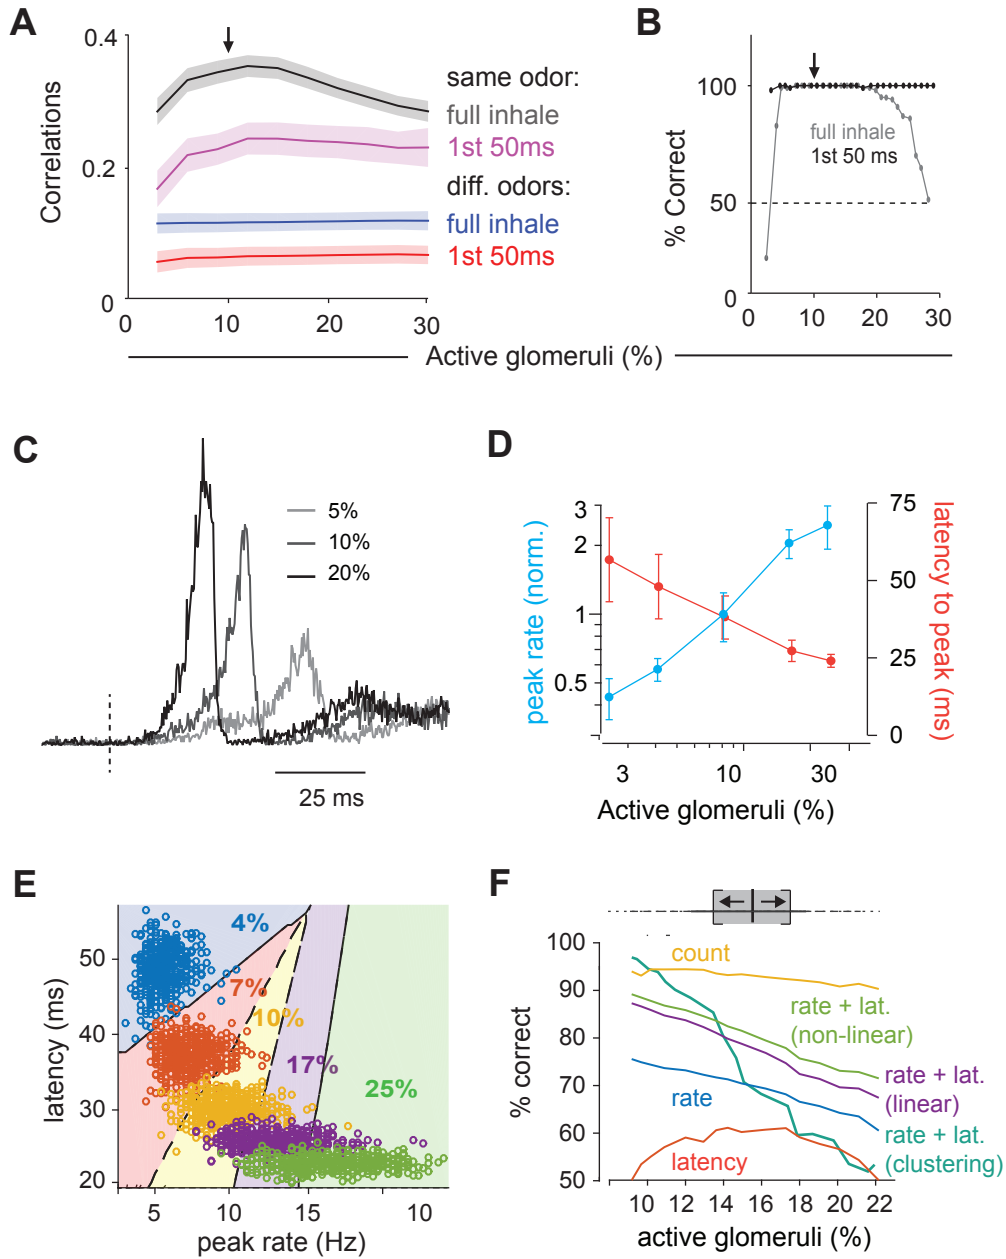 A
0.4
0.2
0
Correlations
0
10
20
30
same odor:
full inhale
1st 50ms
diff. odors:
full inhale
1st 50ms
B
100
50
0
% Correct
full inhale
1st 50 ms
0
10
20
30
Active glomeruli (%)
C
5%
10%
20%
25 ms
D
3
2
1
0.5
peak rate (norm.)
75
50
25
0
latency to peak (ms)
3
10
30
Active glomeruli (%)
E
50
40
30
20
latency (ms)
4%
7%
10%
17%
25%
5
10
15
10
peak rate (Hz)
F
100
90
80
70
60
50
% correct
count
rate + lat.
(non-linear)
rate + lat.
(linear)
rate
rate + lat.
(clustering)
latency
10
12
14
16
18
20
22
active glomeruli (%)